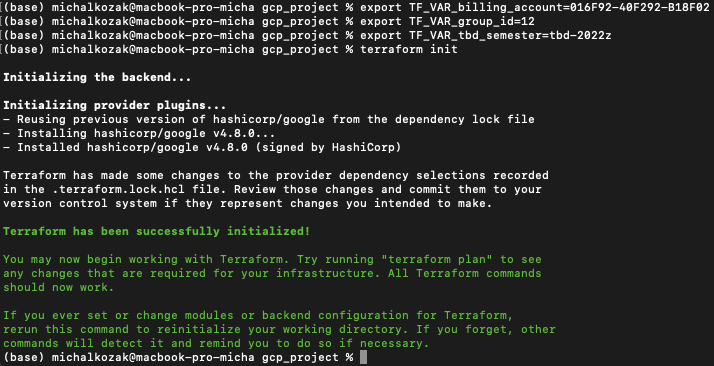 [(base) michalkozak@macbook-pro-micha gcp_project % export TF_VAR_billing_account=016F92-40F292-B18F02
[(base) michalkozak@macbook-pro-micha gcp_project % export TF_VAR_group_id=12
[(base) michalkozak@macbook-pro-micha gcp_project % export TF_VAR_tbd_semester=tbd-2022z
[(base) michalkozak@macbook-pro-micha gcp_project % terraform init
Initializing the backend...
Initializing provider plugins...
- Reusing previous version of hashicorp/google from the dependency lock file
- Installing hashicorp/google v4.8.0...
- Installed hashicorp/google v4.8.0 (signed by HashiCorp)
Terraform has made some changes to the provider dependency selections recorded
in the .terraform.lock.hcl file. Review those changes and commit them to your
version control system if they represent changes you intended to make.
Terraform has been successfully initialized!
You may now begin working with Terraform. Try running "terraform plan" to see
any changes that are required for your infrastructure. All Terraform commands
should now work.
If you ever set or change modules or backend configuration for Terraform,
rerun this command to reinitialize your working directory. If you forget, other
commands will detect it and remind you to do so if necessary.
(base) michalkozak@macbook-pro-micha gcp_project %